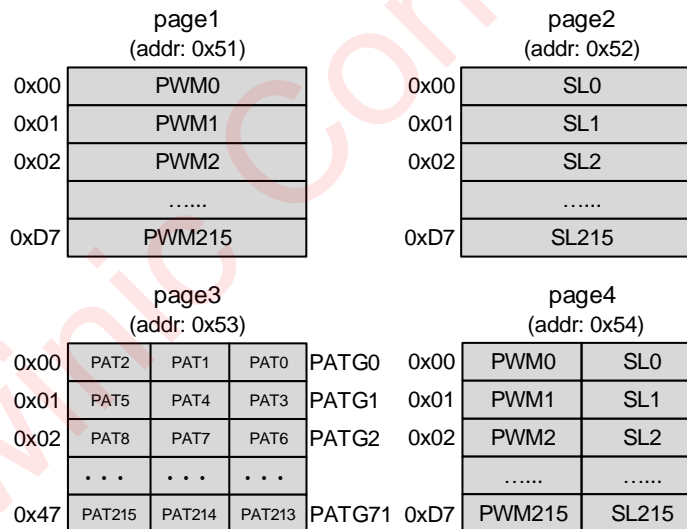 page1
(addr: 0x51)
0x00 PWM0
0x01 PWM1
0x02 PWM2
…...
0xD7 PWM215
page2
(addr: 0x52)
0x00 SL0
0x01 SL1
0x02 SL2
…...
0xD7 SL215
page3
(addr: 0x53)
0x00 PAT2 PAT1 PAT0 PATG0
0x01 PAT5 PAT4 PAT3 PATG1
0x02 PAT8 PAT7 PAT6 PATG2
• • • • • • • • •
0x47 PAT215 PAT214 PAT213 PATG71
page4
(addr: 0x54)
0x00 PWM0 SL0
0x01 PWM1 SL1
0x02 PWM2 SL2
…... …...
0xD7 PWM215 SL215
winic Con